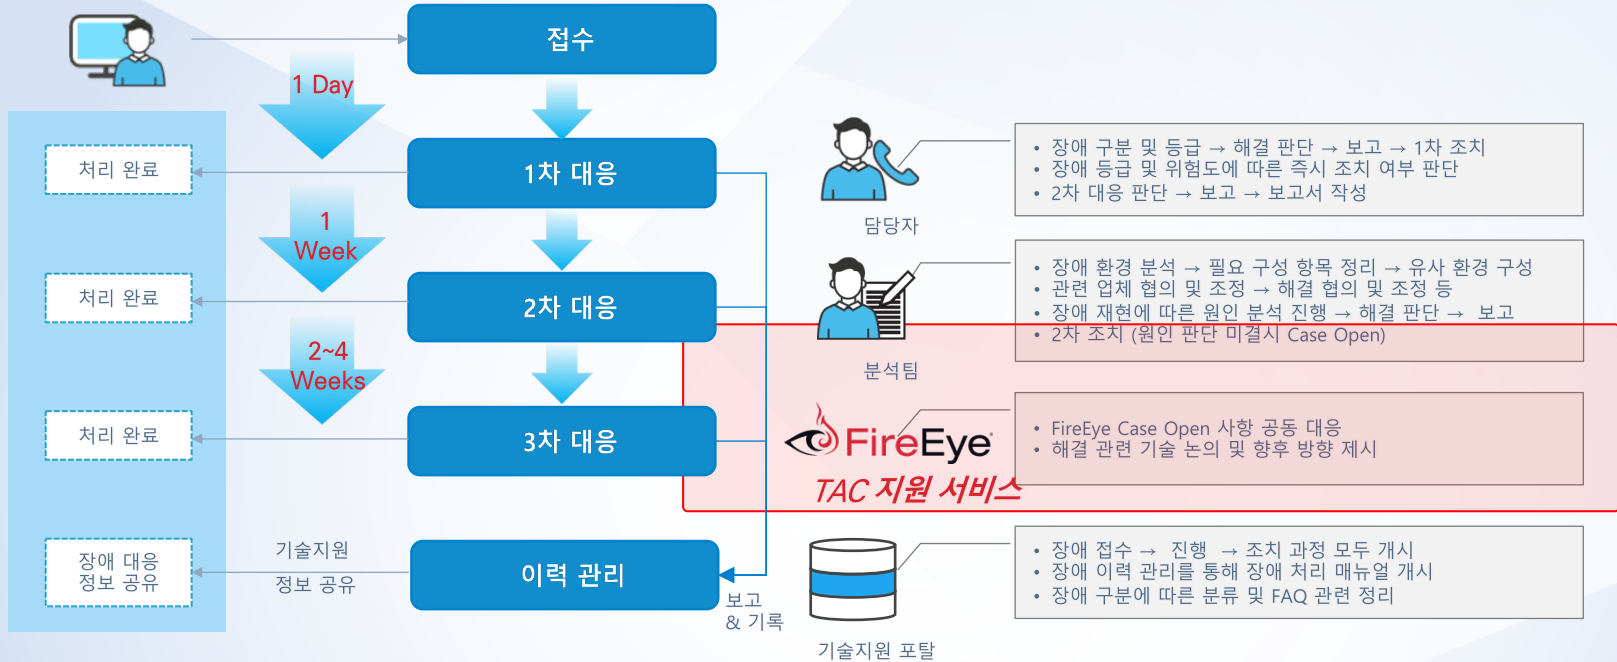 접수
1 Day
1차 대응
처리 완료
1
Week
2차 대응
처리 완료
2~4
Weeks
3차 대응
처리 완료
이력 관리
기술지원
정보 공유
장애 대응
정보 공유
보고
& 기록
담당자
• 장애 구분 및 등급 → 해결 판단 → 보고 → 1차 조치
• 장애 등급 및 위험도에 따른 즉시 조치 여부 판단
• 2차 대응 판단 → 보고 → 보고서 작성
분석팀
• 장애 환경 분석 → 필요 구성 항목 정리 → 유사 환경 구성
• 관련 업체 협의 및 조정 → 해결 협의 및 조정 등
• 장애 재현에 따른 원인 분석 진행 → 해결 판단 → 보고
• 2차 조치 (원인 판단 미결시 Case Open)
FireEye
TAC 지원 서비스
• FireEye Case Open 사항 공동 대응
• 해결 관련 기술 논의 및 향후 방향 제시
기술지원 포탈
• 장애 접수 → 진행 → 조치 과정 모두 개시
• 장애 이력 관리를 통해 장애 처리 매뉴얼 개시
• 장애 구분에 따른 분류 및 FAQ 관련 정리